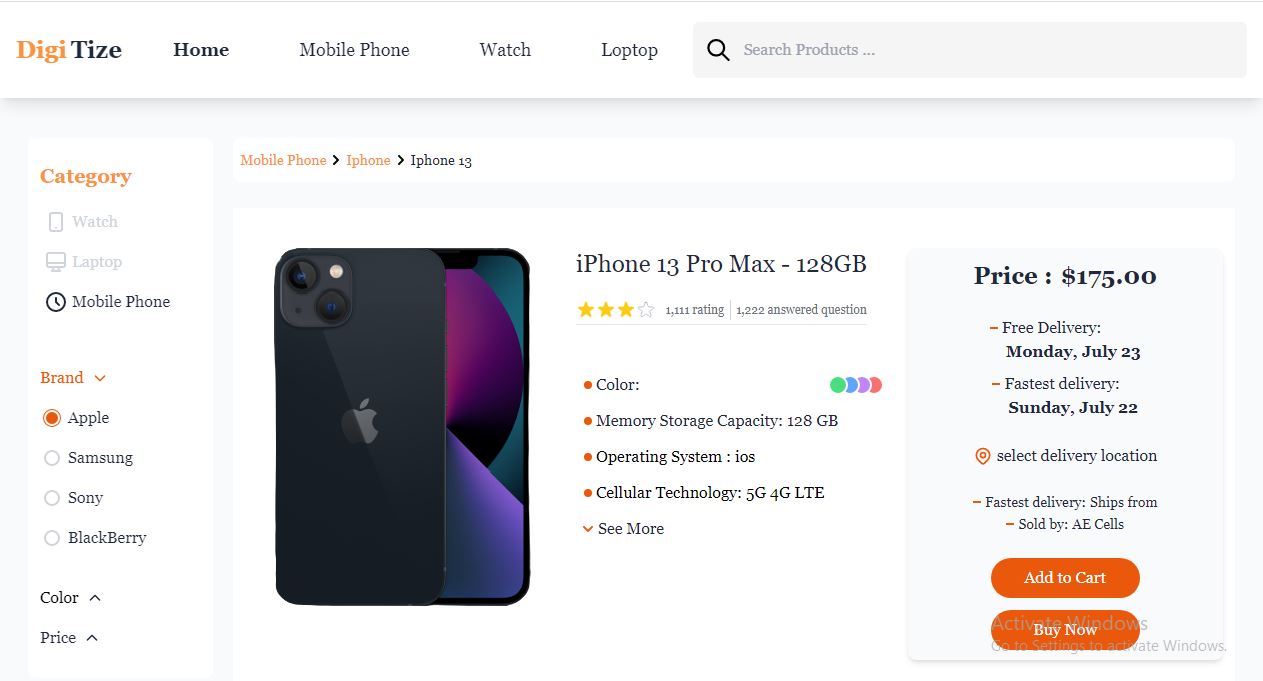 Digi Tize
Home
Mobile Phone
Watch
Loptop
Search Products ...
Category
Watch
Laptop
Mobile Phone
Brand
Apple
Samsung
Sony
BlackBerry
Color
Price
Mobile Phone > Iphone > Iphone 13
iPhone 13 Pro Max - 128GB
1,111 rating | 1,222 answered question
Color:
Memory Storage Capacity: 128 GB
Operating System : ios
Cellular Technology: 5G 4G LTE
See More
Price : $175.00
Free Delivery:
Monday, July 23
Fastest delivery:
Sunday, July 22
select delivery location
Fastest delivery: Ships from
Sold by: AE Cells
Add to Cart
Buy Now
Activate Windows
Go to Settings to activate Windows.